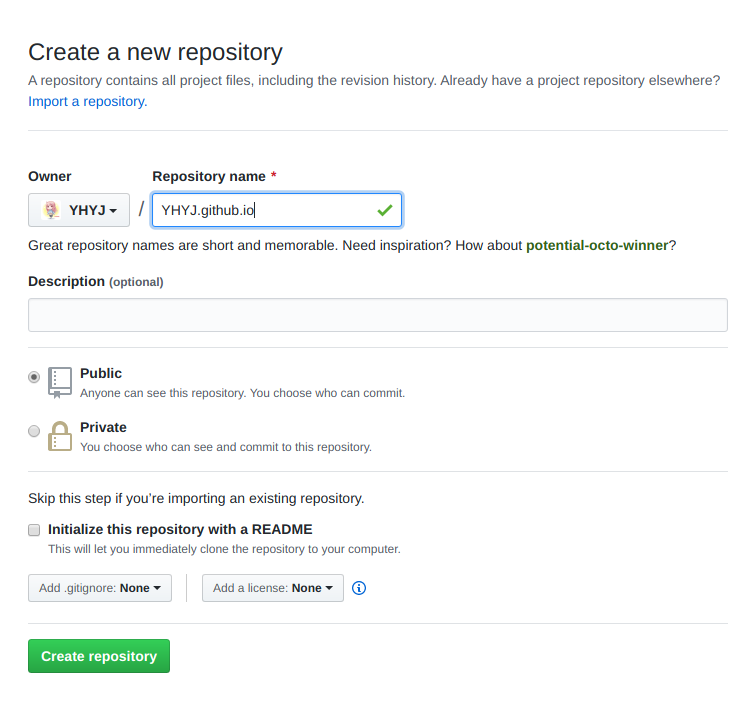 Create a new repository
A repository contains all project files, including the revision history. Already have a project repository elsewhere?
Import a repository.
Owner
Repository name *
YHYJ
/
YHYJ.github.io
Great repository names are short and memorable. Need inspiration? How about potential-octo-winner?
Description (optional)
Public
Anyone can see this repository. You choose who can commit.
Private
You choose who can see and commit to this repository.
Skip this step if you’re importing an existing repository.
Initialize this repository with a README
This will let you immediately clone the repository to your computer.
Add .gitignore: None
Add a license: None
Create repository